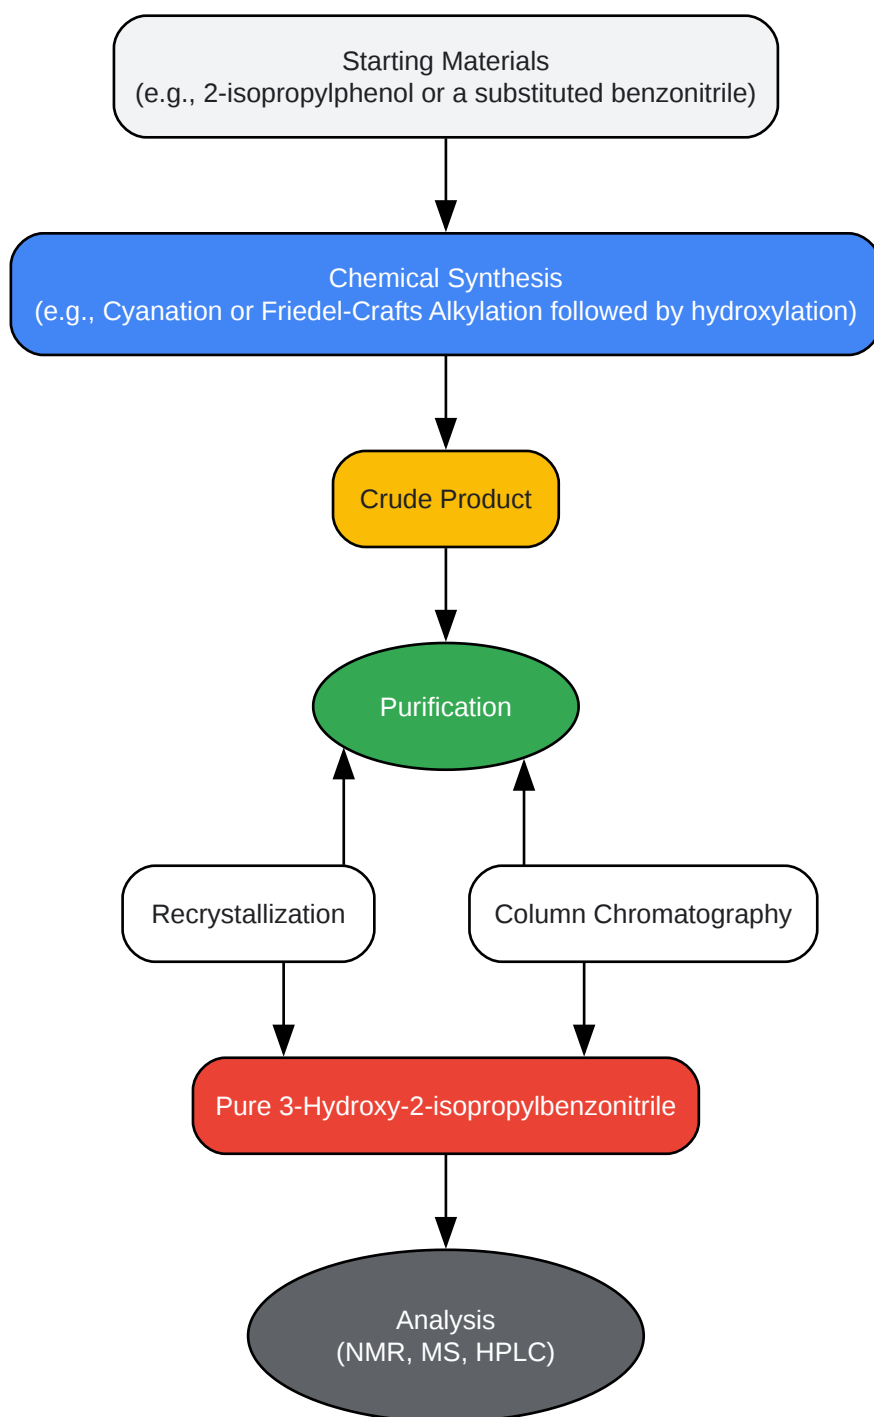 Starting Materials
(e.g., 2-isopropylphenol or a substituted benzonitrile)
Chemical Synthesis
(e.g., Cyanation or Friedel-Crafts Alkylation followed by hydroxylation)
Crude Product
Purification
Recrystallization
Column Chromatography
Pure 3-Hydroxy-2-isopropylbenzonitrile
Analysis
(NMR, MS, HPLC)